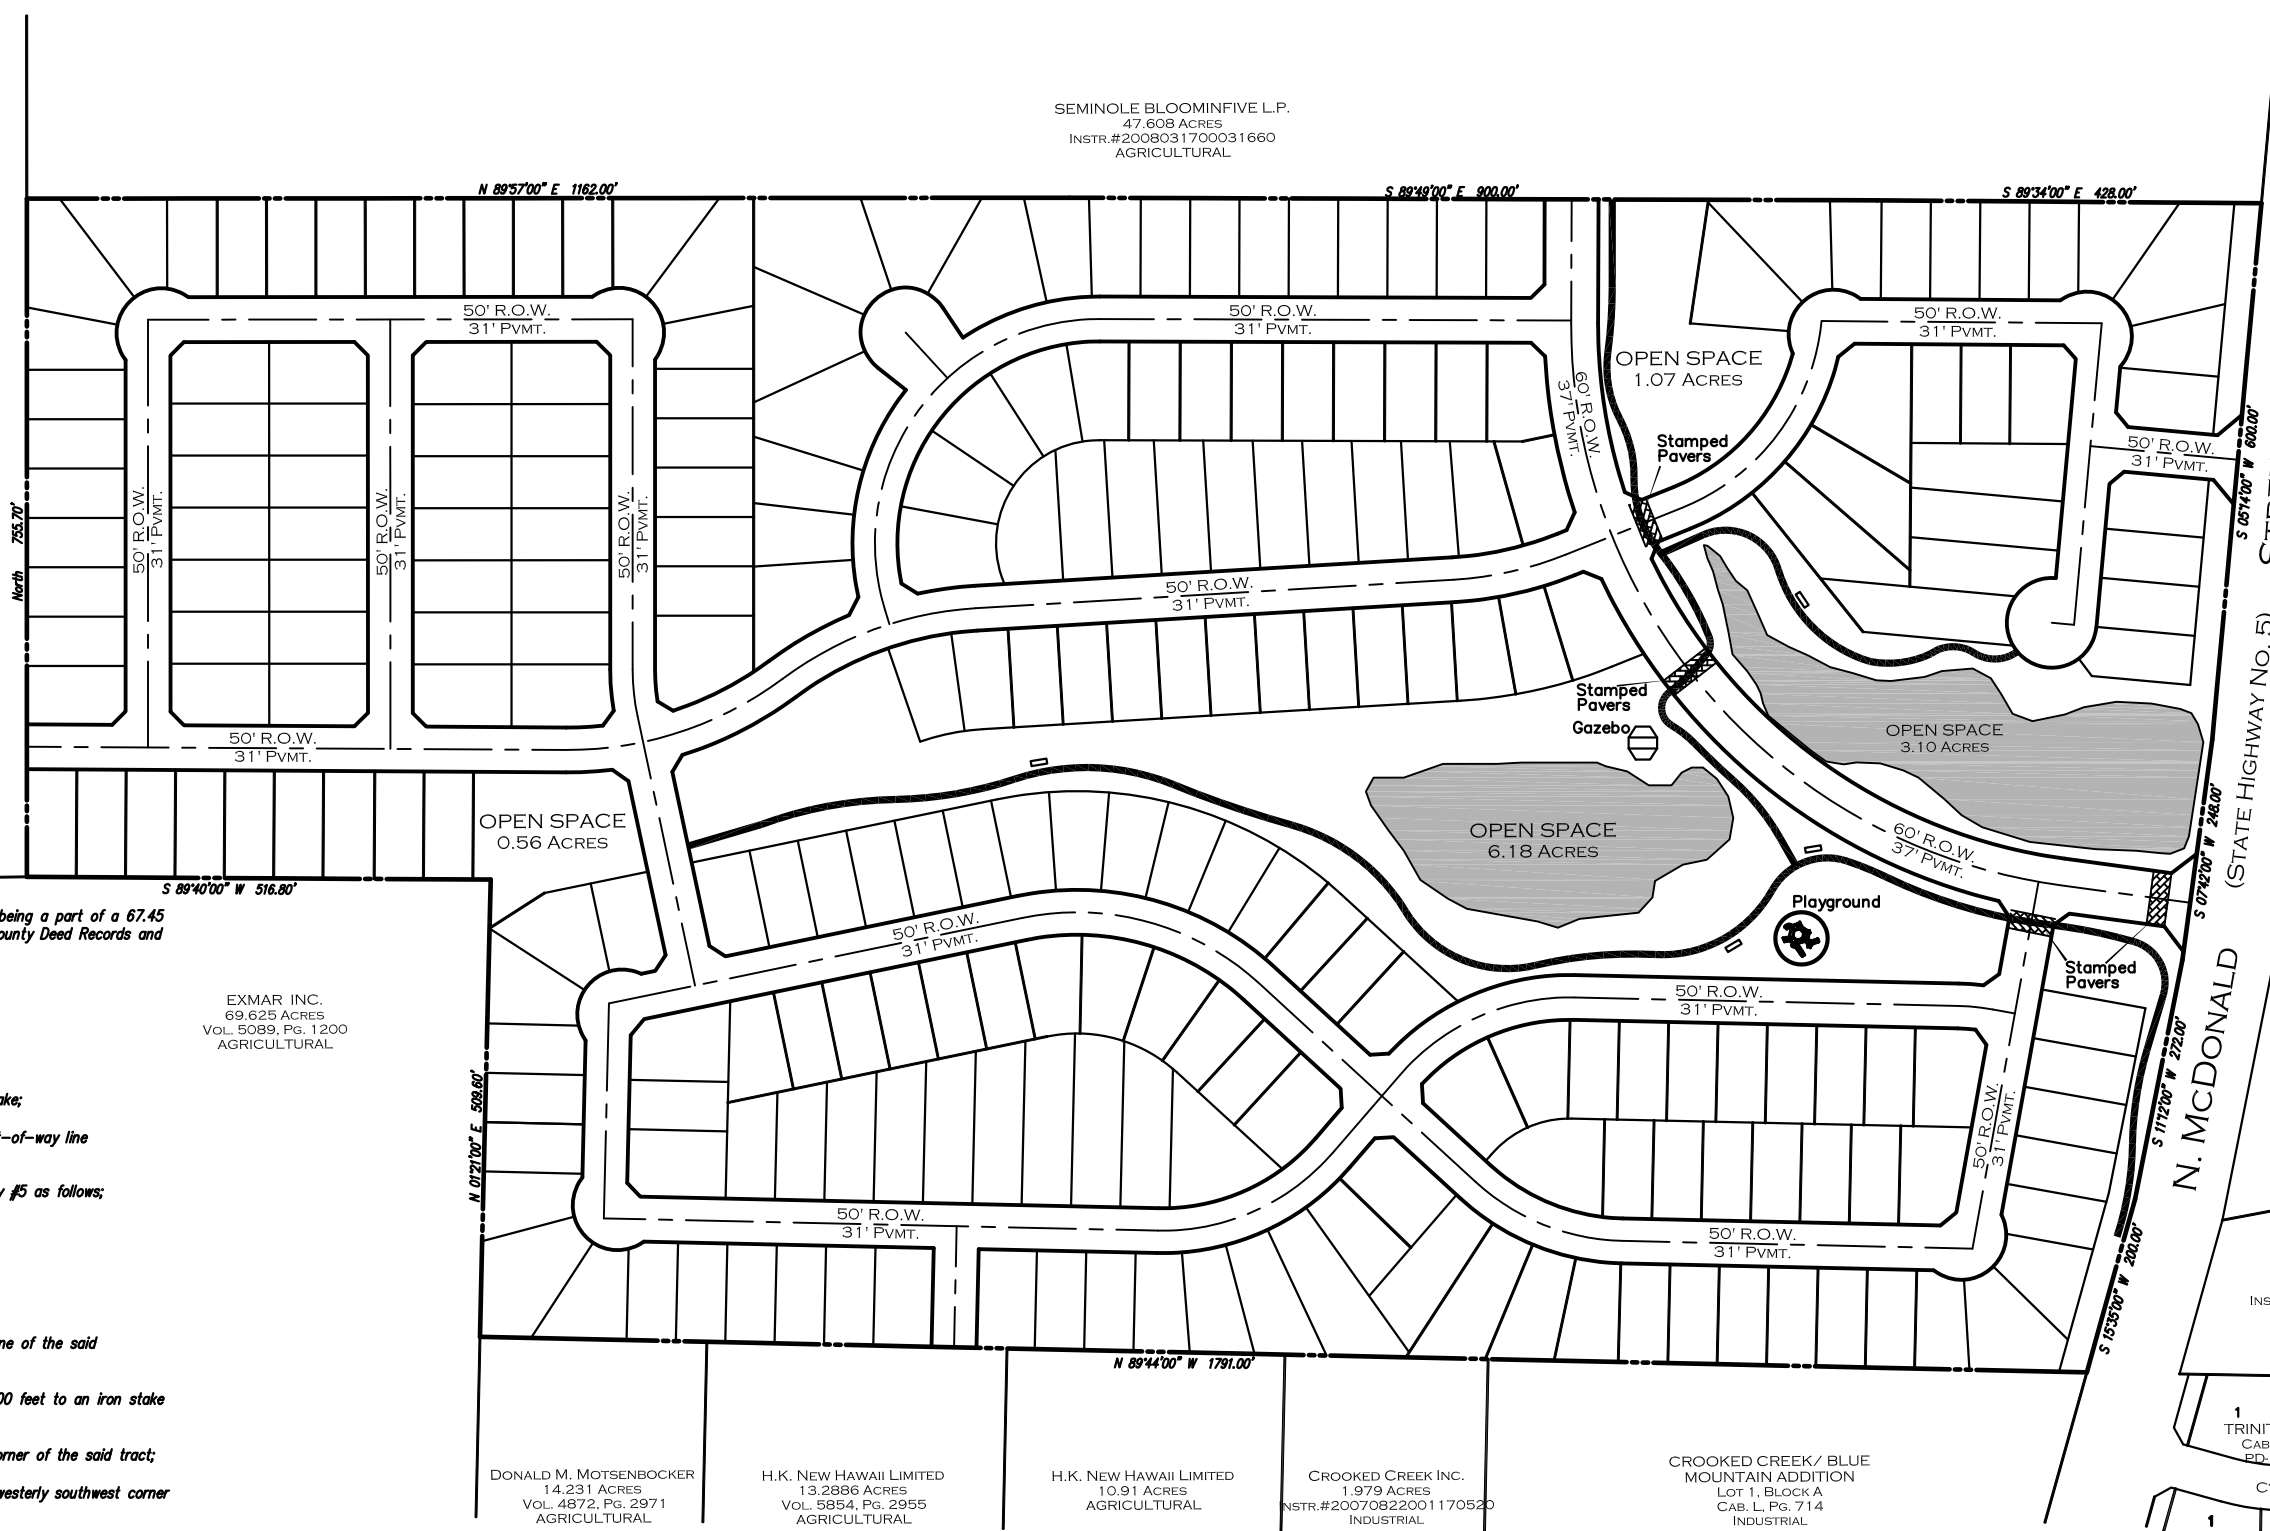 SEMINOLE BLOOMINFIVE L.P.
47.608 ACRES
INSTR.#2008031700031660
AGRICULTURAL
N 89°57'00" E 1162.00'
S 89°49'00" E 900.00'
S 89°34'00" E 428.00'
50' R.O.W.
31' PVMT.
50' R.O.W.
31' PVMT.
50' R.O.W.
31' PVMT.
OPEN SPACE
1.07 ACRES
60' R.O.W.
37' PVMT.
Stamped
Pavers
50' R.O.W.
31' PVMT.
S 05°14'00" W 600.00'
North 755.70'
50' R.O.W.
31' PVMT.
50' R.O.W.
31' PVMT.
50' R.O.W.
31' PVMT.
50' R.O.W.
31' PVMT.
Stamped
Pavers
Gazebo
OPEN SPACE
3.10 ACRES
50' R.O.W.
31' PVMT.
OPEN SPACE
0.56 ACRES
OPEN SPACE
6.18 ACRES
60' R.O.W.
37' PVMT.
S 07°42'00" W 248.00'
(STATE HIGHWAY NO. 5)
N. MCDONALD
S 89°40'00" W 516.80'
being a part of a 67.45
ounty Deed Records and
Playground
50' R.O.W.
31' PVMT.
Stamped
Pavers
50' R.O.W.
31' PVMT.
EXMAR INC.
69.625 ACRES
VOL. 5089, PG. 1200
AGRICULTURAL
ake;
t-of-way line
y #5 as follows;
N 01°21'00" E 509.60'
S 11°12'00" W 272.00'
50' R.O.W.
31' PVMT.
50' R.O.W.
31' PVMT.
50' R.O.W.
31' PVMT.
S 15°35'00" W 200.00'
INS
ne of the said
N 89°44'00" W 1791.00'
00 feet to an iron stake
orner of the said tract;
westerly southwest corner
DONALD M. MOTSENBOCKER
14.231 ACRES
VOL. 4872, PG. 2971
AGRICULTURAL
H.K. NEW HAWAII LIMITED
13.2886 ACRES
VOL. 5854, PG. 2955
AGRICULTURAL
H.K. NEW HAWAII LIMITED
10.91 ACRES
AGRICULTURAL
CROOKED CREEK INC.
1.979 ACRES
INSTR.#20070822001170520
INDUSTRIAL
CROOKED CREEK/ BLUE
MOUNTAIN ADDITION
LOT 1, BLOCK A
CAB. L, PG. 714
INDUSTRIAL
1
TRINIT
CAB
PD-
C
1